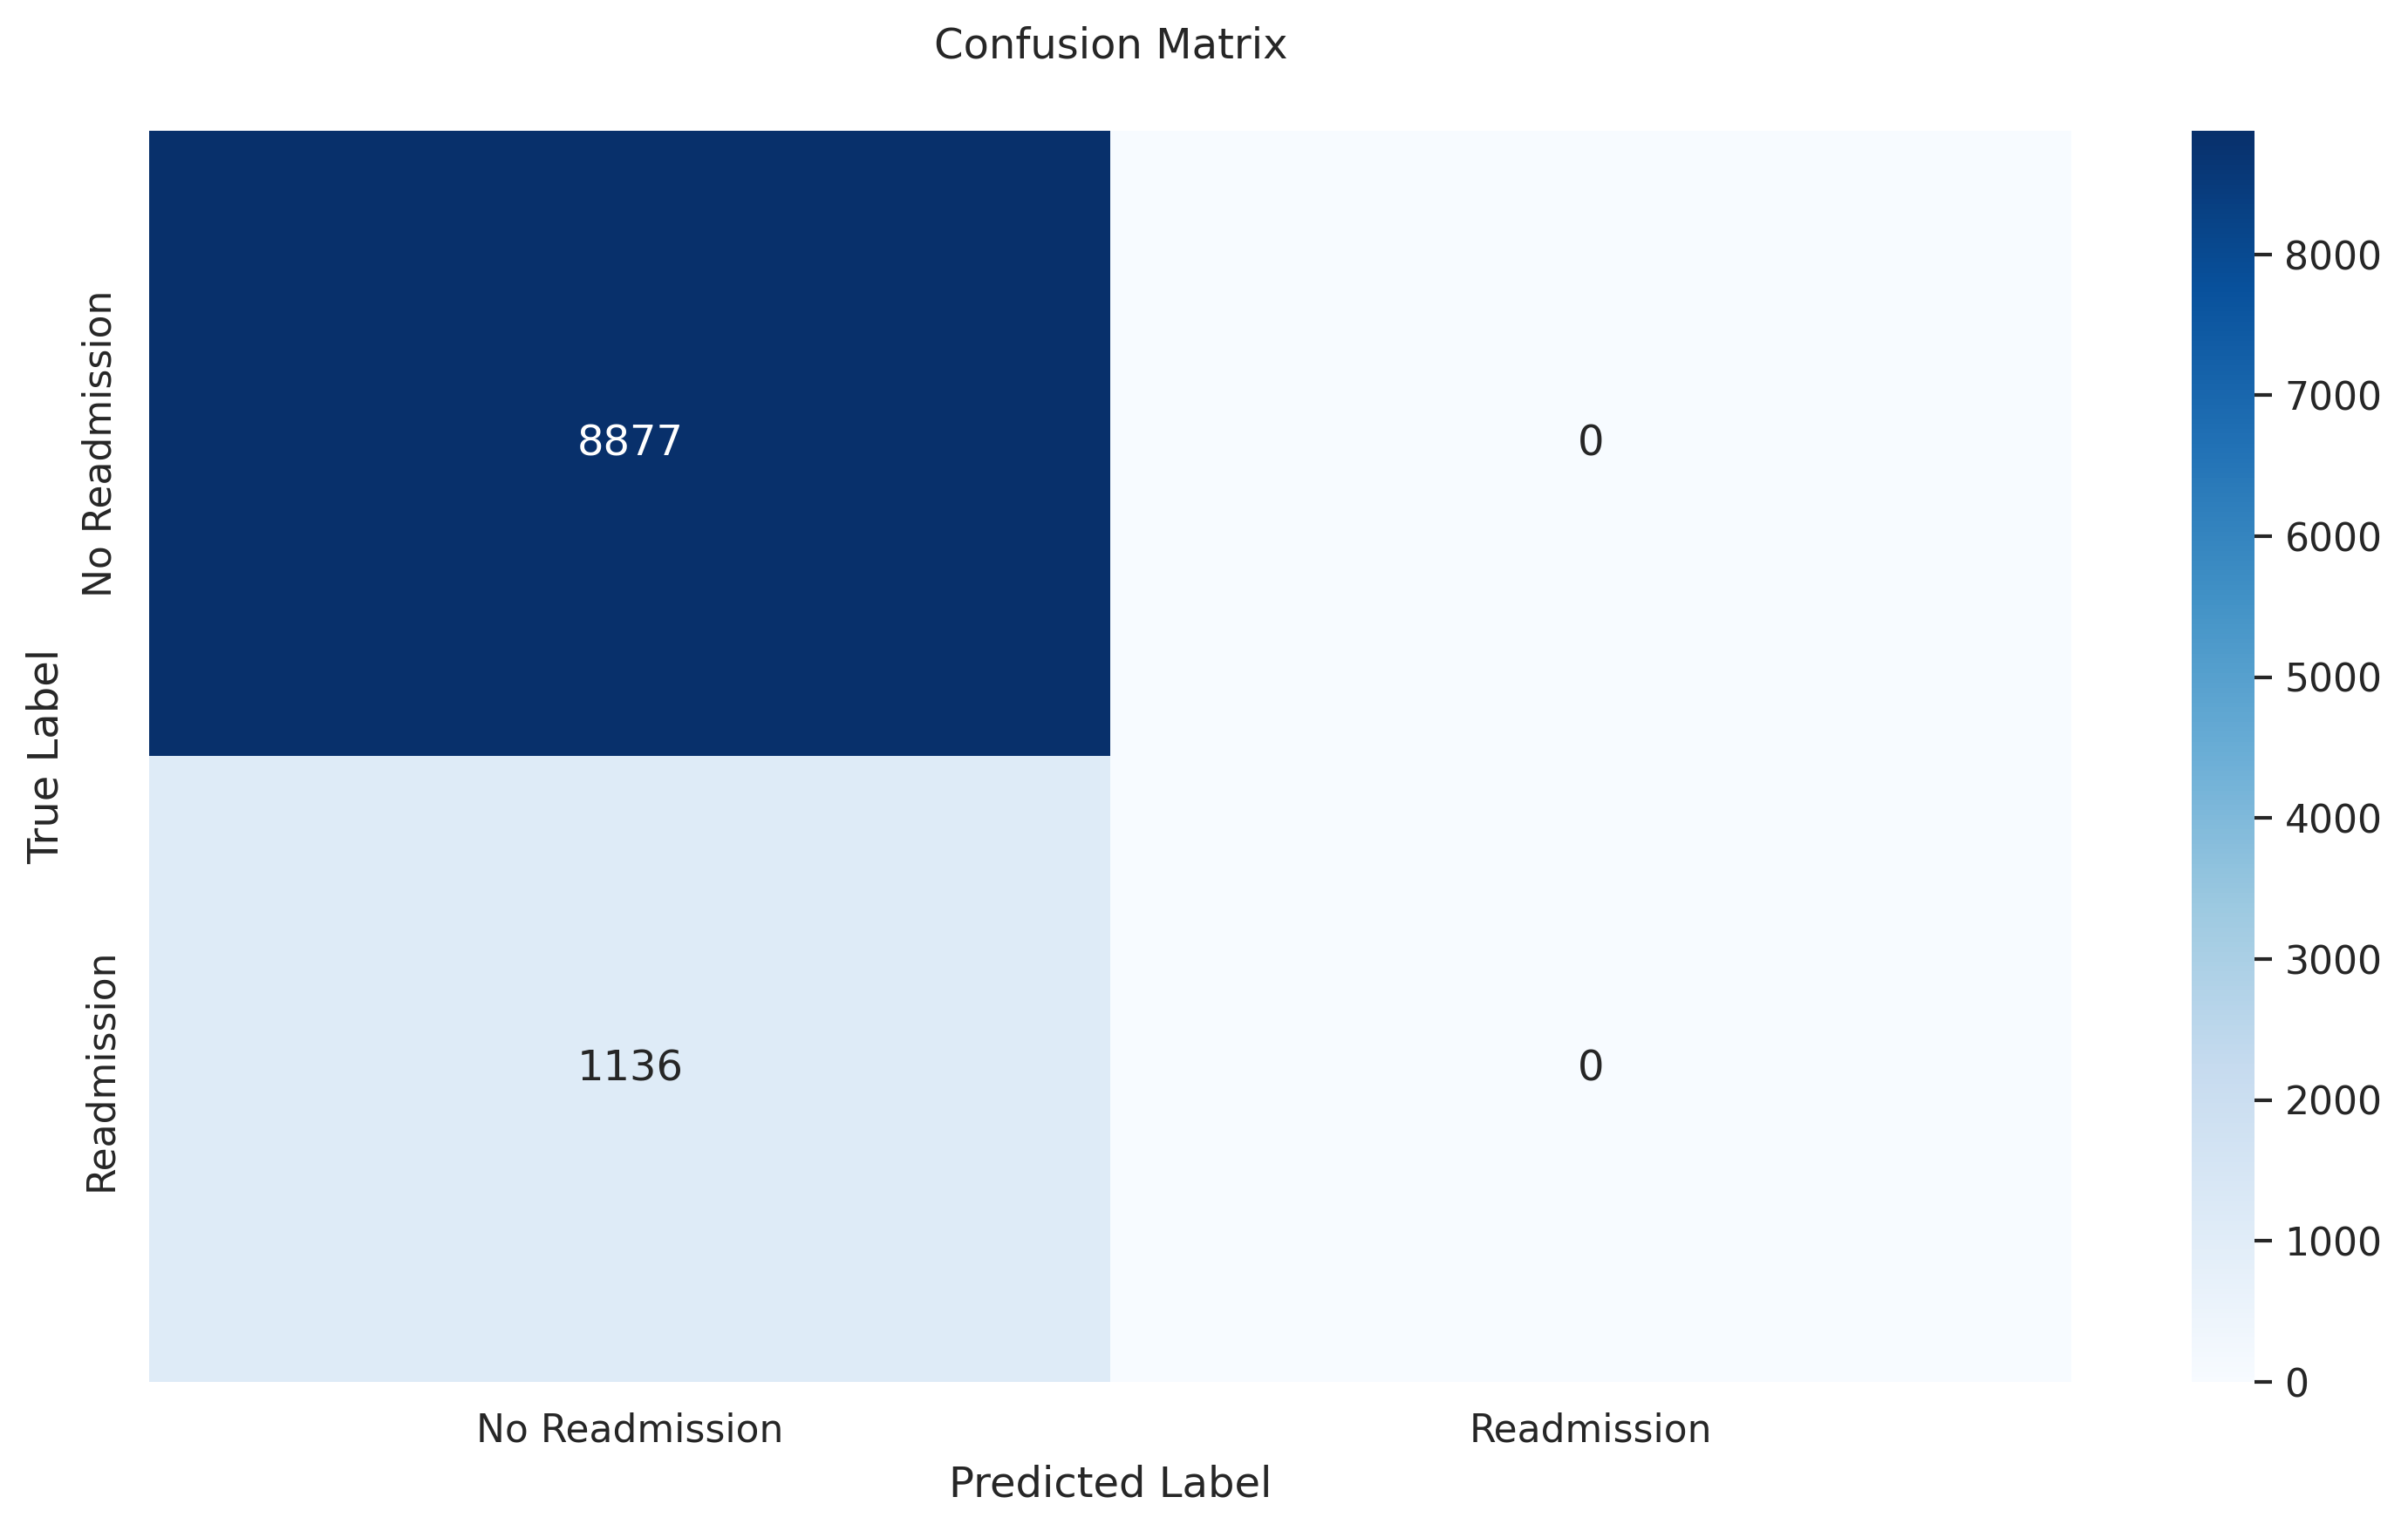 Confusion Matrix
No Readmission
8877
0
True Label
Readmission
1136
0
No Readmission
Readmission
Predicted Label
8000
7000
6000
5000
4000
3000
2000
1000
0